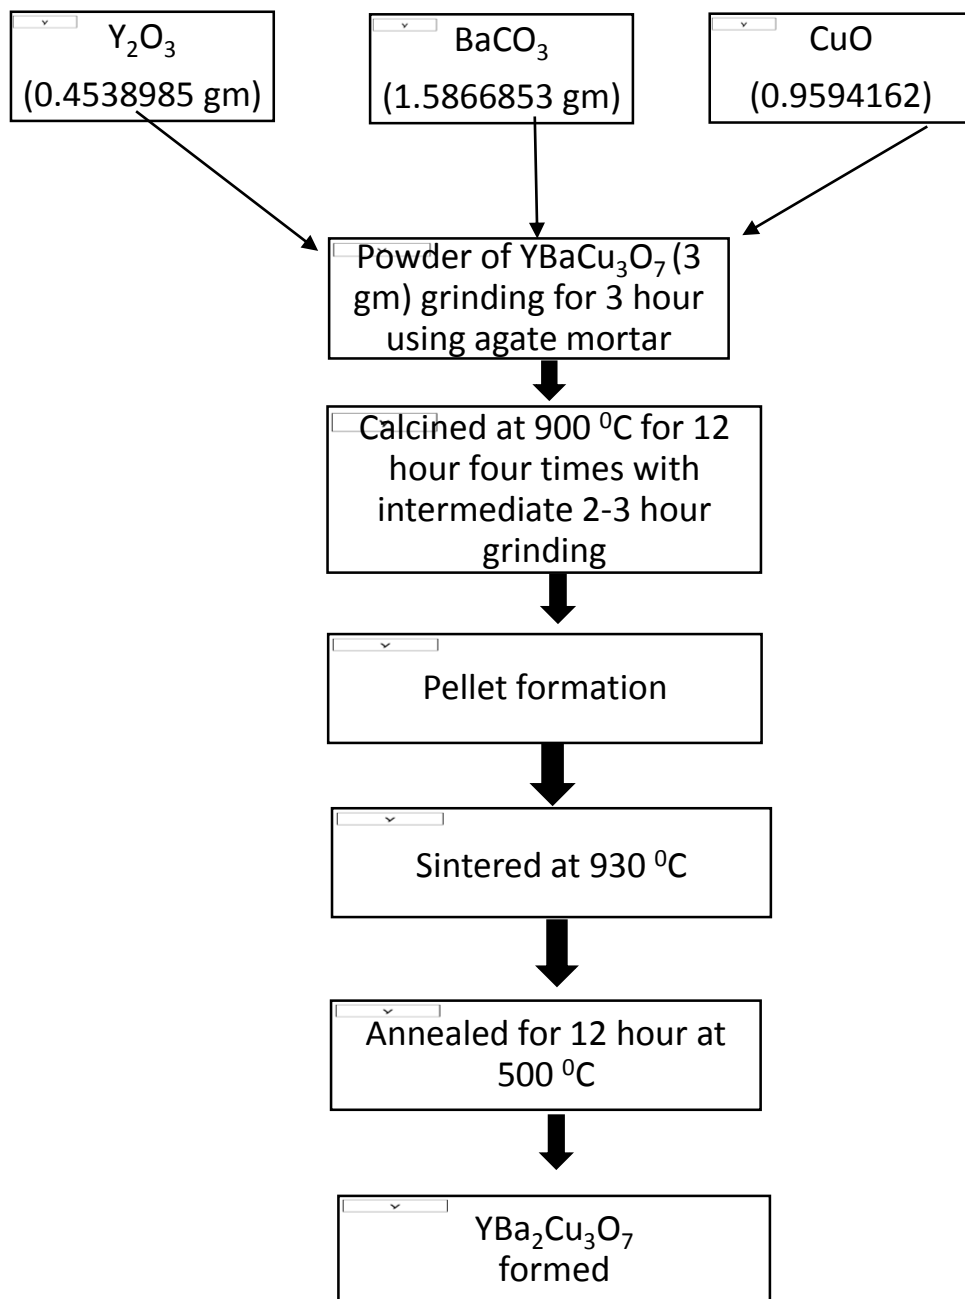 Y₂O₃
(0.4538985 gm)
BaCO₃
(1.5866853 gm)
CuO
(0.9594162)
Powder of YBaCu₃O₇ (3
gm) grinding for 3 hour
using agate mortar
Calcined at 900 ⁰C for 12
hour four times with
intermediate 2-3 hour
grinding
Pellet formation
Sintered at 930 ⁰C
Annealed for 12 hour at
500 ⁰C
YBa₂Cu₃O₇
formed